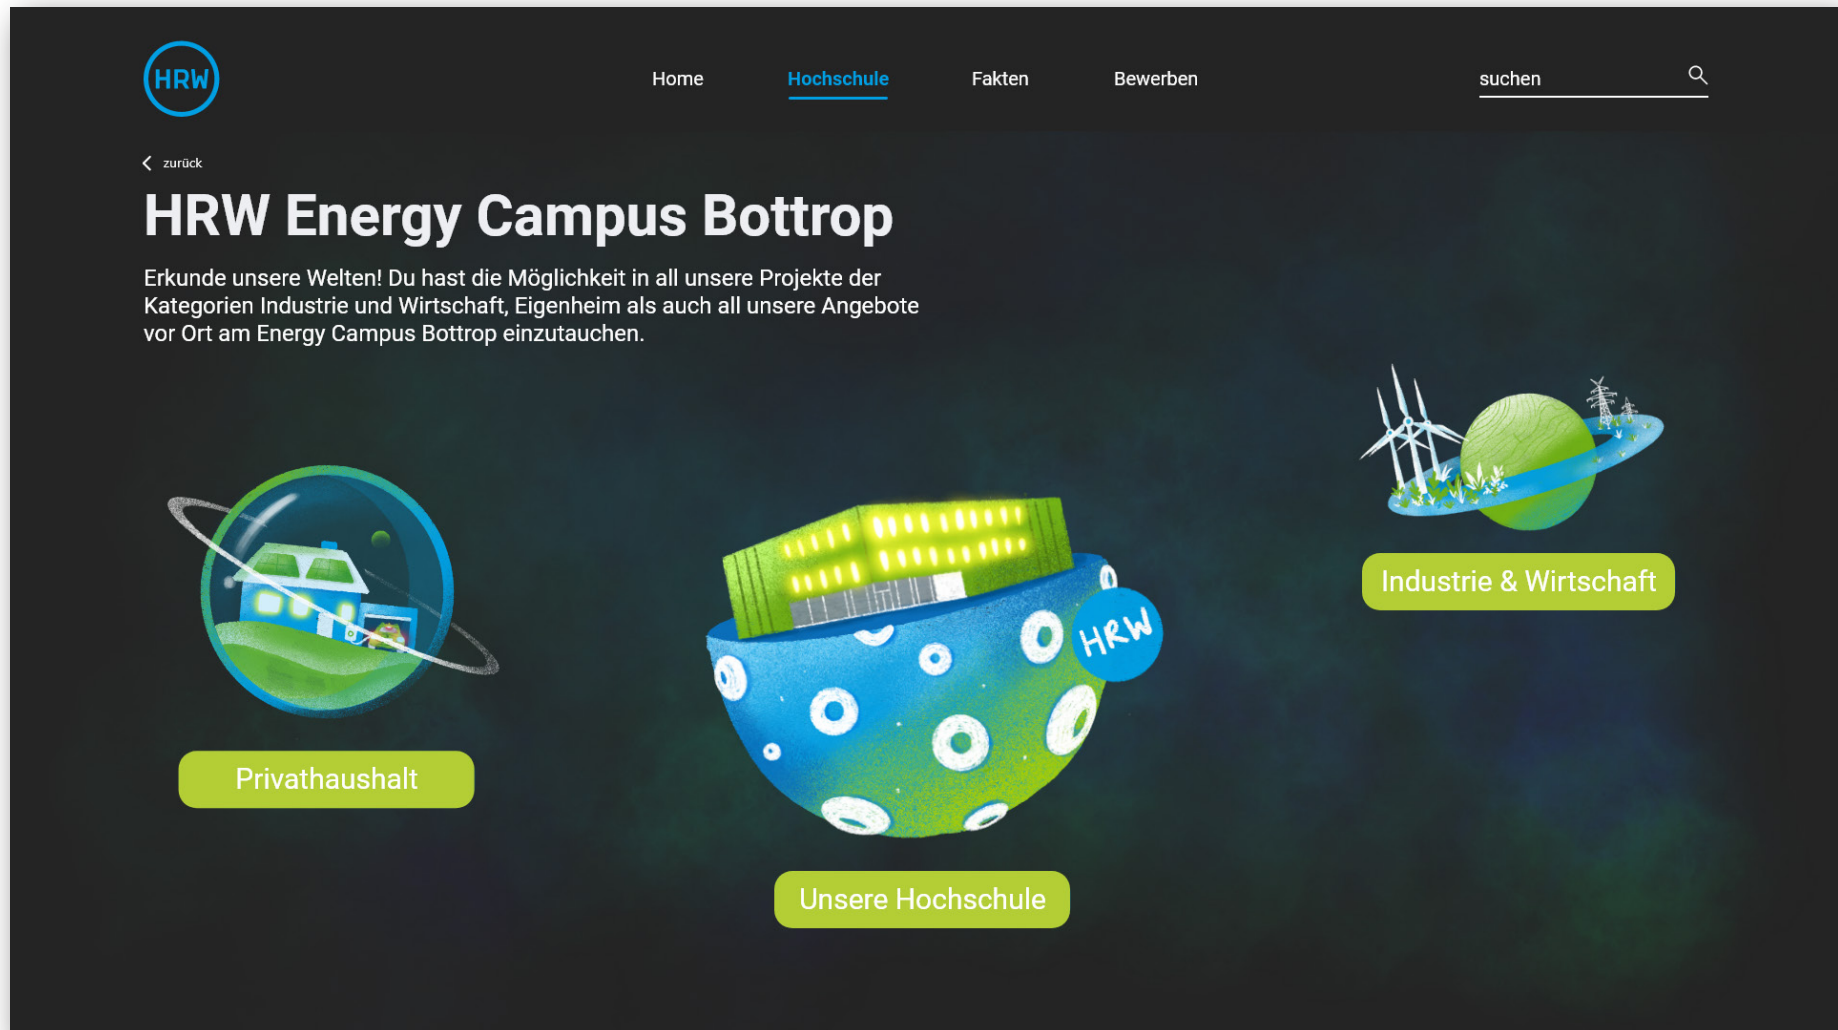 HRW
Home
Hochschule
Fakten
Bewerben
suchen
zurück
HRW Energy Campus Bottrop
Erkunde unsere Welten! Du hast die Möglichkeit in all unsere Projekte der
Kategorien Industrie und Wirtschaft, Eigenheim als auch all unsere Angebote
vor Ort am Energy Campus Bottrop einzutauchen.
Industrie & Wirtschaft
HRW
Privathaushalt
Unsere Hochschule